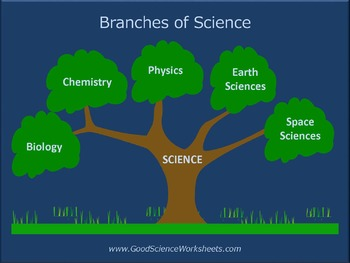 Branches of Science
Physics
Chemistry
Earth
Sciences
Space
Sciences
Biology
SCIENCE
www.GoodScienceWorksheets.com